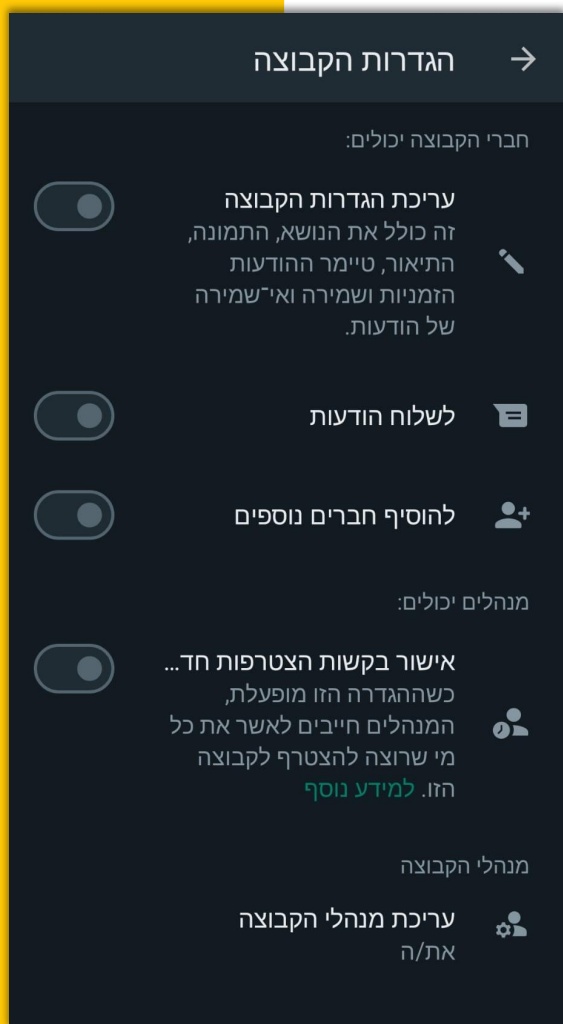 הגדרות הקבוצה
חברי הקבוצה יכולים:
עריכת הגדרות הקבוצה
זה כולל את הנושא, התמונה,
התיאור, טיימר ההודעות
הזמניות ושמירה ואי־שמירה
של הודעות.
לשלוח הודעות
להוסיף חברים נוספים
מנהלים יכולים:
אישור בקשות הצטרפות חד...
כשההגדרה הזו מופעלת,
המנהלים חייבים לאשר את כל
מי שרוצה להצטרף לקבוצה
הזו. למידע נוסף
מנהלי הקבוצה
עריכת מנהלי הקבוצה
את/ה